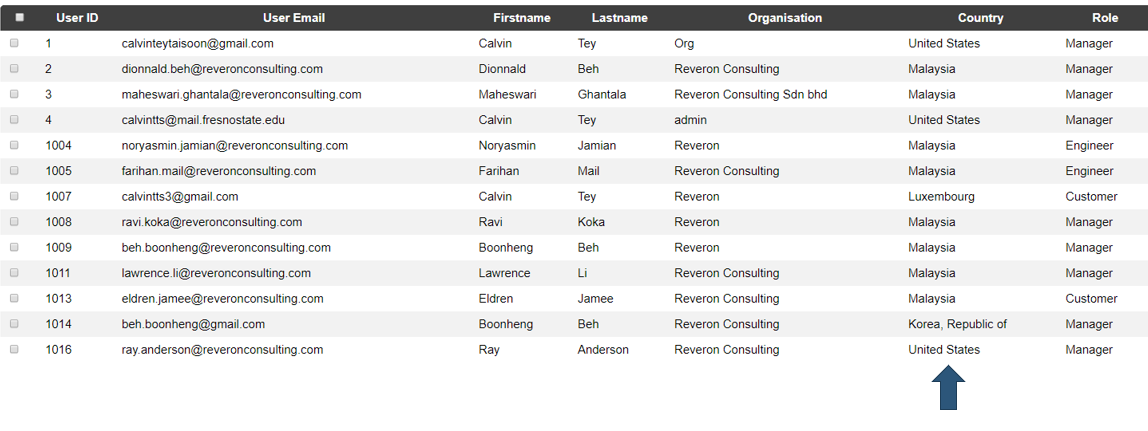 User ID User Email Firstname Lastname Organisation Country Role
1 calvinteytaisoon@gmail.com Calvin Tey Org United States Manager
2 dionnald.beh@reveronconsulting.com Dionnald Beh Reveron Consulting Malaysia Manager
3 maheswari.ghantala@reveronconsulting.com Maheswari Ghantala Reveron Consulting Sdn bhd Malaysia Manager
4 calvintts@mail.fresnostate.edu Calvin Tey admin United States Manager
1004 noryasmin.jamian@reveronconsulting.com Noryasmin Jamian Reveron Malaysia Engineer
1005 farihan.mail@reveronconsulting.com Farihan Mail Reveron Consulting Malaysia Engineer
1007 calvintts3@gmail.com Calvin Tey Reveron Luxembourg Customer
1008 ravi.koka@reveronconsulting.com Ravi Koka Reveron Malaysia Manager
1009 beh.boonheng@reveronconsulting.com Boonheng Beh Reveron Malaysia Manager
1011 lawrence.li@reveronconsulting.com Lawrence Li Reveron Consulting Malaysia Manager
1013 eldren.jamee@reveronconsulting.com Eldren Jamee Reveron Consulting Malaysia Customer
1014 beh.boonheng@gmail.com Boonheng Beh Reveron Consulting Korea, Republic of Manager
1016 ray.anderson@reveronconsulting.com Ray Anderson Reveron Consulting United States Manager